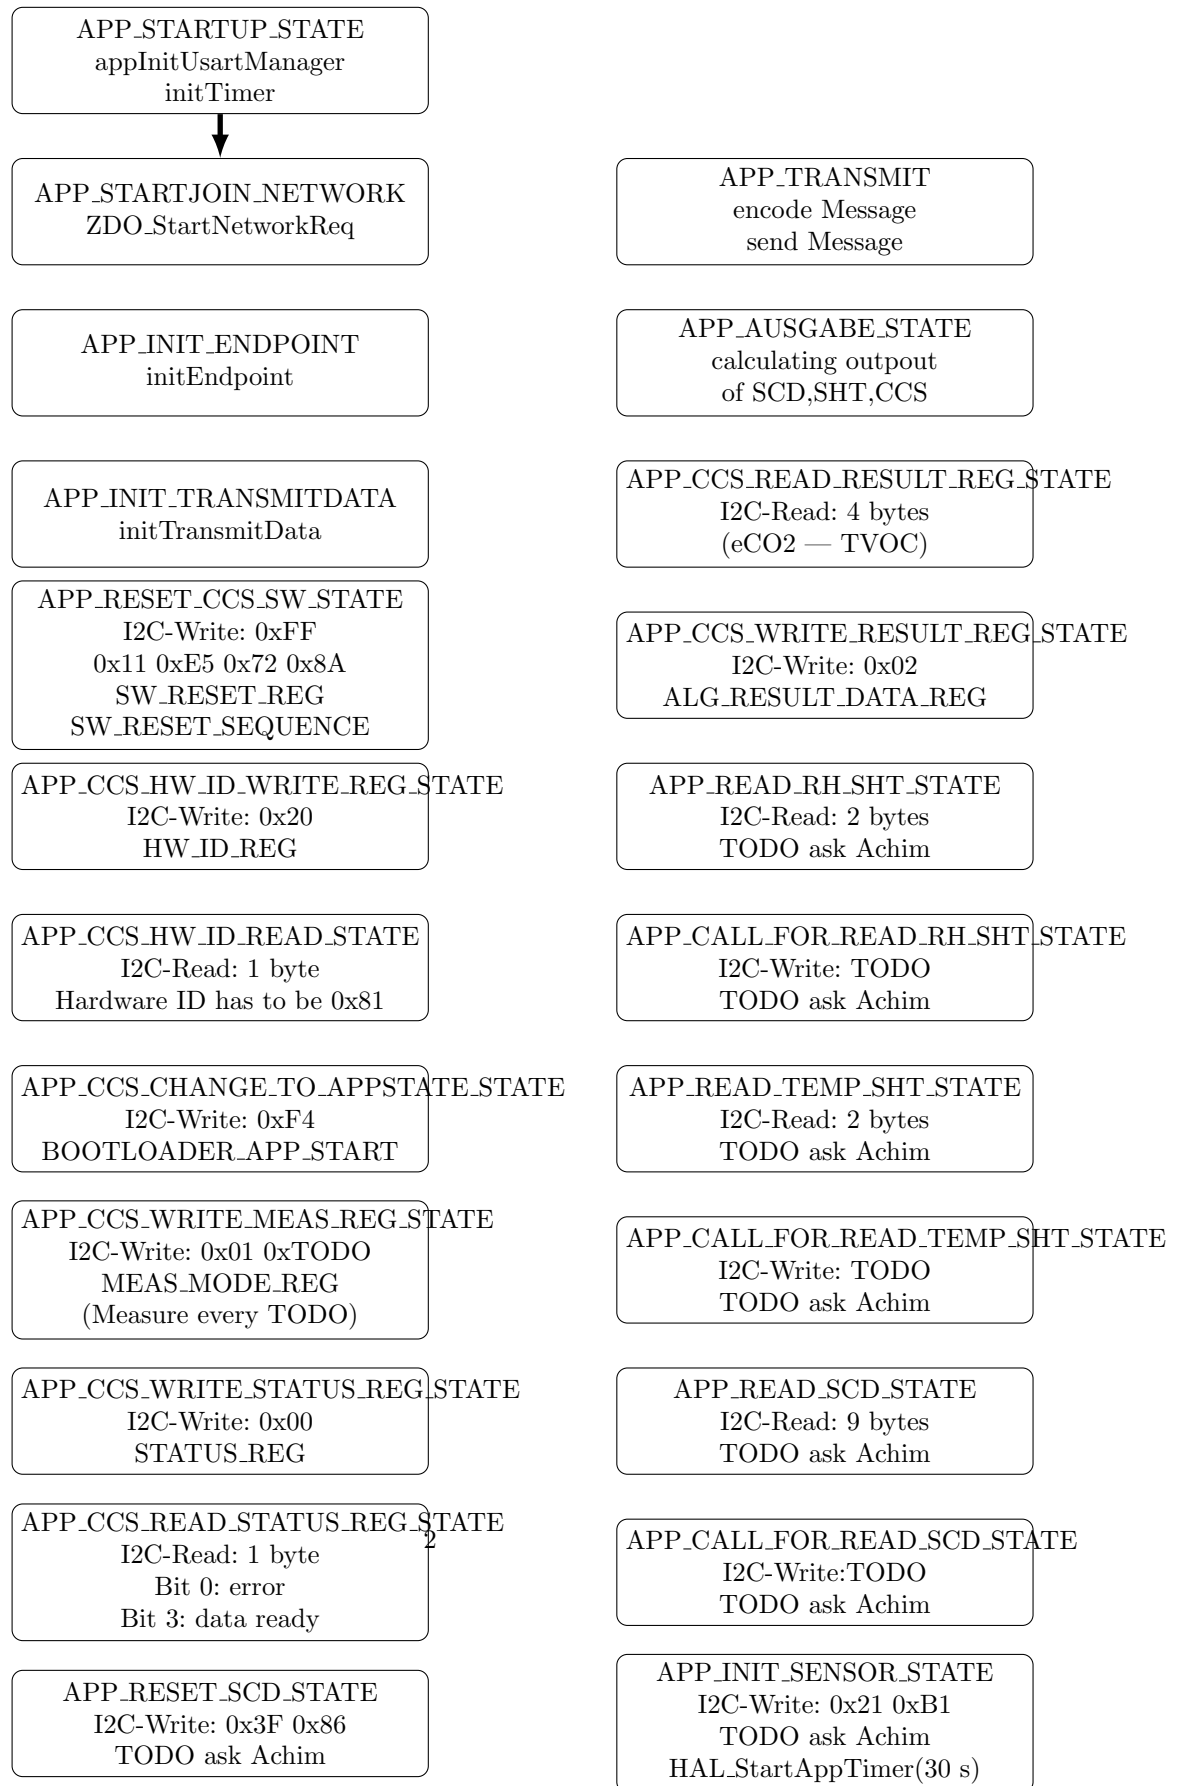 APP_STARTUP_STATE
appInitUsartManager
initTimer
APP_STARTJOIN_NETWORK
ZDO_StartNetworkReq
APP_INIT_ENDPOINT
initEndpoint
APP_INIT_TRANSMITDATA
initTransmitData
APP_RESET_CCS_SW_STATE
I2C-Write: 0xFF
0x11 0xE5 0x72 0x8A
SW_RESET_REG
SW_RESET_SEQUENCE
APP_CCS_HW_ID_WRITE_REG_STATE
I2C-Write: 0x20
HW_ID_REG
APP_CCS_HW_ID_READ_STATE
I2C-Read: 1 byte
Hardware ID has to be 0x81
APP_CCS_CHANGE_TO_APPSTATE_STATE
I2C-Write: 0xF4
BOOTLOADER_APP_START
APP_CCS_WRITE_MEAS_REG_STATE
I2C-Write: 0x01 0xTODO
MEAS_MODE_REG
(Measure every TODO)
APP_CCS_WRITE_STATUS_REG_STATE
I2C-Write: 0x00
STATUS_REG
APP_CCS_READ_STATUS_REG_STATE
I2C-Read: 1 byte
Bit 0: error
Bit 3: data ready
APP_RESET_SCD_STATE
I2C-Write: 0x3F 0x86
TODO ask Achim
APP_TRANSMIT
encode Message
send Message
APP_AUSGABE_STATE
calculating outpout
of SCD,SHT,CCS
APP_CCS_READ_RESULT_REG_STATE
I2C-Read: 4 bytes
(eCO2 — TVOC)
APP_CCS_WRITE_RESULT_REG_STATE
I2C-Write: 0x02
ALG_RESULT_DATA_REG
APP_READ_RH_SHT_STATE
I2C-Read: 2 bytes
TODO ask Achim
APP_CALL_FOR_READ_RH_SHT_STATE
I2C-Write: TODO
TODO ask Achim
APP_READ_TEMP_SHT_STATE
I2C-Read: 2 bytes
TODO ask Achim
APP_CALL_FOR_READ_TEMP_SHT_STATE
I2C-Write: TODO
TODO ask Achim
APP_READ_SCD_STATE
I2C-Read: 9 bytes
TODO ask Achim
APP_CALL_FOR_READ_SCD_STATE
I2C-Write:TODO
TODO ask Achim
APP_INIT_SENSOR_STATE
I2C-Write: 0x21 0xB1
TODO ask Achim
HAL_StartAppTimer(30 s)
2